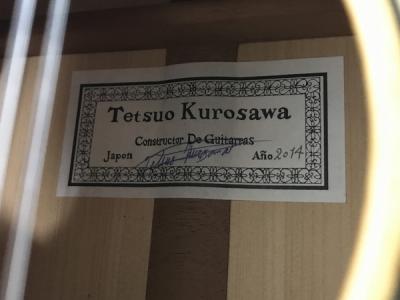 Tetsuo Kurosawa
Constructor De Guitarras
Japon Año 2014